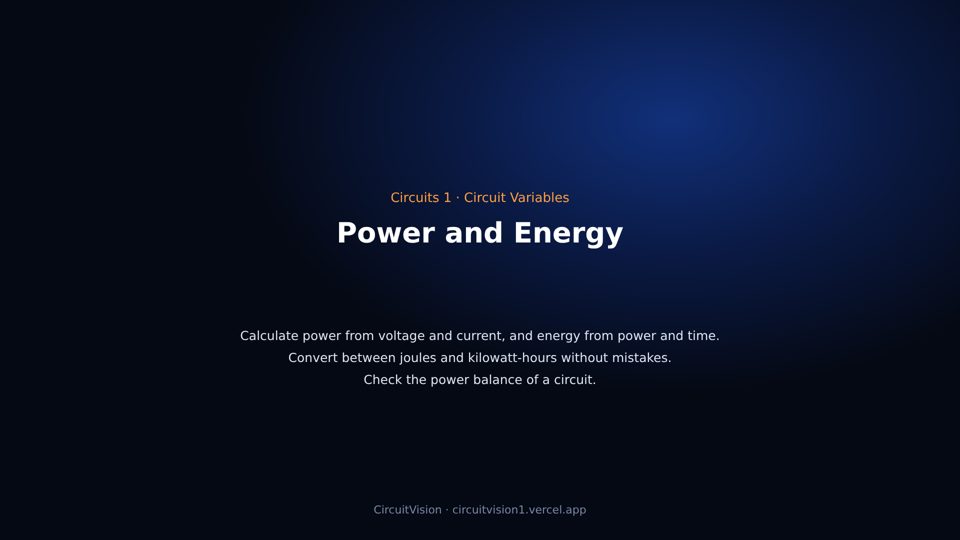 Circuits 1 · Circuit Variables
Power and Energy
Calculate power from voltage and current, and energy from power and time.
Convert between joules and kilowatt-hours without mistakes.
Check the power balance of a circuit.
CircuitVision · circuitvision1.vercel.app